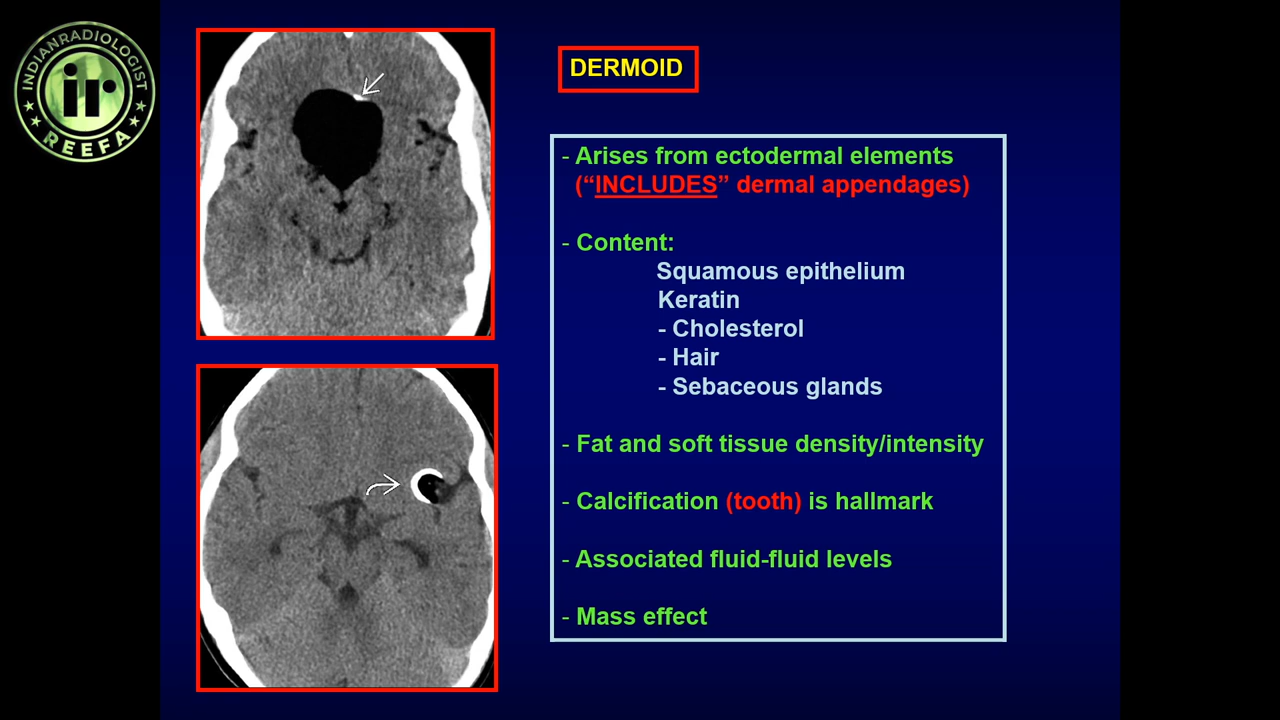 INDIANRADIOLOGIST
ir
REEFA
DERMOID
- Arises from ectodermal elements
(“INCLUDES” dermal appendages)
- Content:
Squamous epithelium
Keratin
- Cholesterol
- Hair
- Sebaceous glands
- Fat and soft tissue density/intensity
- Calcification (tooth) is hallmark
- Associated fluid-fluid levels
- Mass effect